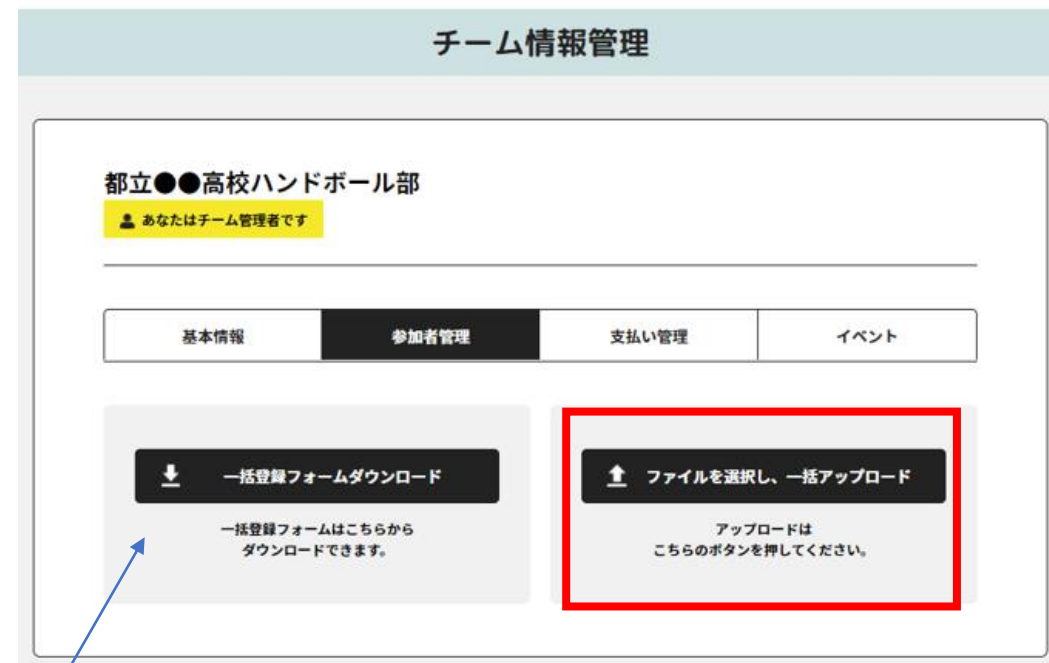 チーム情報管理
都立●●高校ハンドボール部
あなたはチーム管理者です
基本情報
参加者管理
支払い管理
イベント
一括登録フォームダウンロード
一括登録フォームはこちらから
ダウンロードできます。
ファイルを選択し、一括アップロード
アップロードは
こちらのボタンを押してください。